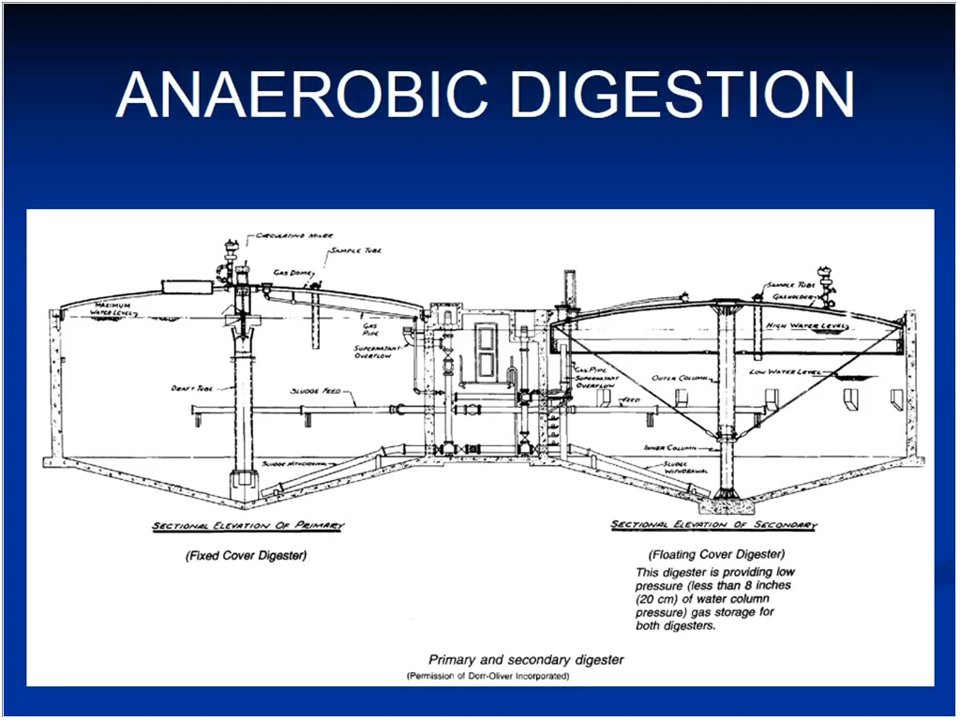 ANAEROBIC DIGESTION
CIRCULATING MIXER
SAMPLE TUBE
GAS DOME
MAXIMUM
WATER LEVEL
GAS
PIPE
SUPERNATANT
OVERFLOW
DRAFT TUBE
SLUDGE FEED
SLUDGE WITHDRAWAL
SECTIONAL ELEVATION OF PRIMARY
(Fixed Cover Digester)
SAMPLE TUBE
GASHOLDER
HIGH WATER LEVEL
GAS PIPE
SUPERNATANT
OVERFLOW
OUTER COLUMN
LOW WATER LEVEL
FEED
INNER COLUMN
SLUDGE
WITHDRAWAL
SECTIONAL ELEVATION OF SECONDARY
(Floating Cover Digester)
This digester is providing low
pressure (less than 8 inches
(20 cm) of water column
pressure) gas storage for
both digesters.
Primary and secondary digester
(Permission of Dorr-Oliver Incorporated)